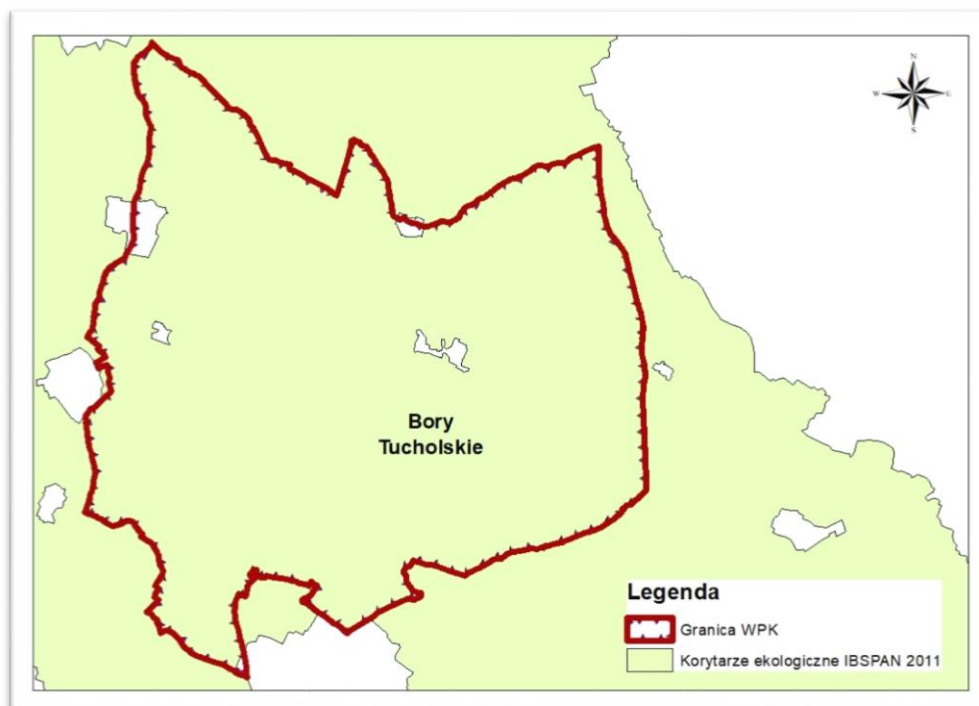 N
W E
S
Bory
Tucholskie
Legenda
Granica WPK
Korytarze ekologiczne IBSPAN 2011